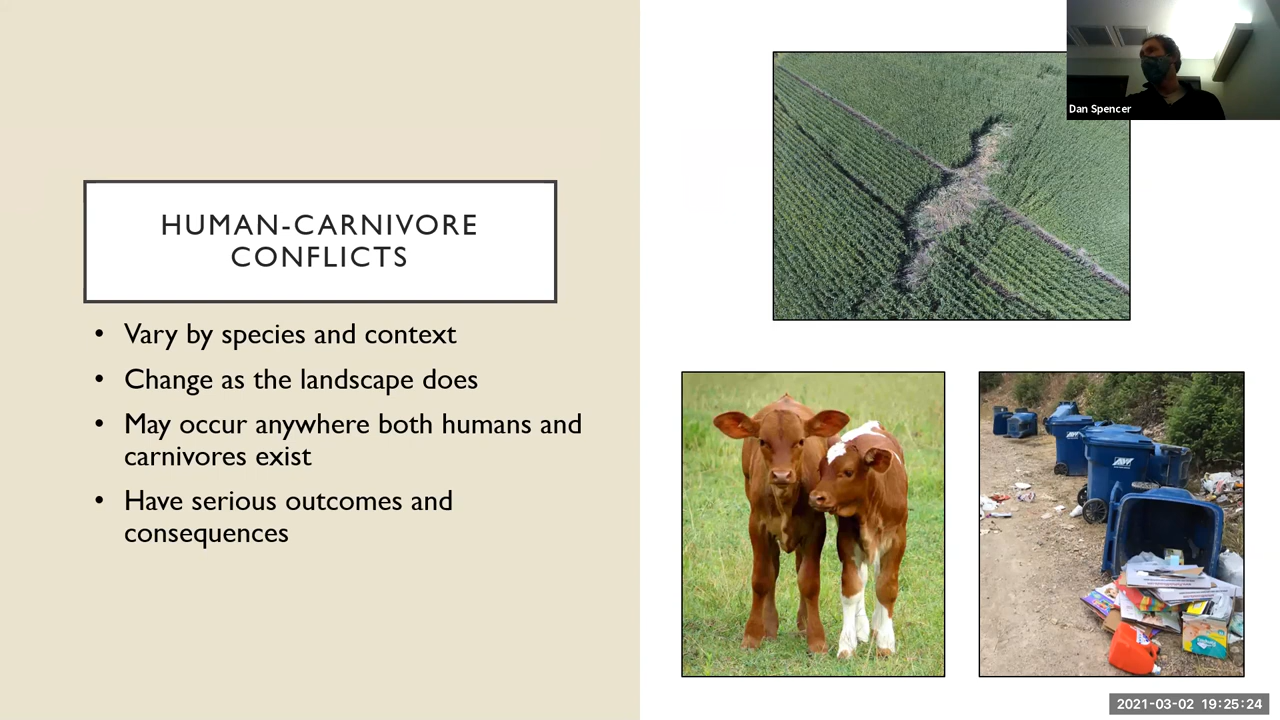 HUMAN-CARNIVORE
CONFLICTS
• Vary by species and context
• Change as the landscape does
• May occur anywhere both humans and
carnivores exist
• Have serious outcomes and
consequences
Dan Spencer
2021-03-02 19:25:24